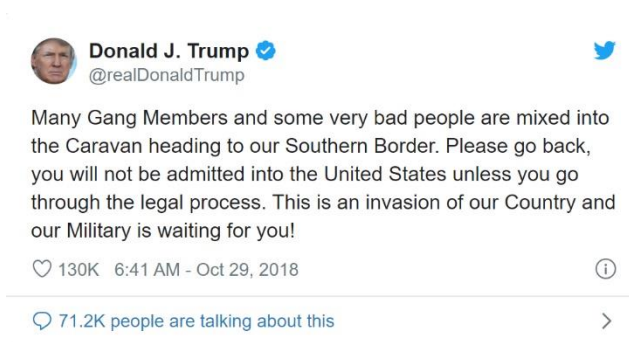 Donald J. Trump
@realDonaldTrump
Many Gang Members and some very bad people are mixed into
the Caravan heading to our Southern Border. Please go back,
you will not be admitted into the United States unless you go
through the legal process. This is an invasion of our Country and
our Military is waiting for you!
130K 6:41 AM - Oct 29, 2018
71.2K people are talking about this